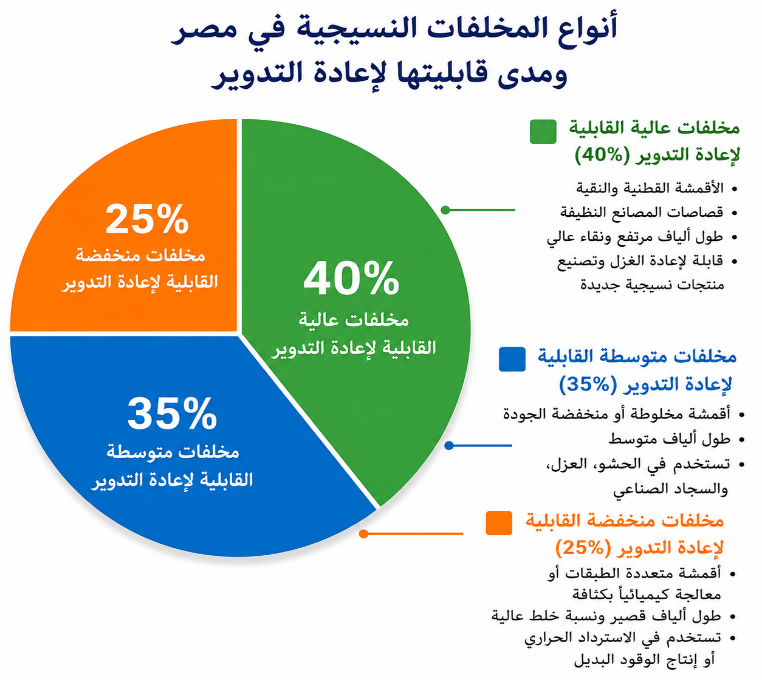 أنواع المخلفات النسيجية في مصر
ومدى قابليتها لإعادة التدوير
40%
مخلفات عالية
القابلية لإعادة التدوير
25%
مخلفات منخفضة
القابلية لإعادة التدوير
35%
مخلفات متوسطة
القابلية لإعادة التدوير
مخلفات عالية القابلية
لإعادة التدوير (40%)
• الأقمشة القطنية والنقية
• قصاصات المصانع النظيفة
• طول ألياف مرتفع ونقاء عالي
• قابلة لإعادة الغزل وتصنيع
منتجات نسيجية جديدة
مخلفات متوسطة القابلية
لإعادة التدوير (35%)
• أقمشة مخلوطة أو منخفضة الجودة
• طول ألياف متوسط
• تستخدم في الحشو، العزل،
والسجاد الصناعي
مخلفات منخفضة القابلية
لإعادة التدوير (25%)
• أقمشة متعددة الطبقات أو
معالجة كيميائيأ بكثافة
• طول ألياف قصير ونسبة خلط عالية
• تستخدم في الاسترداد الحراري
أو إنتاج الوقود البديل